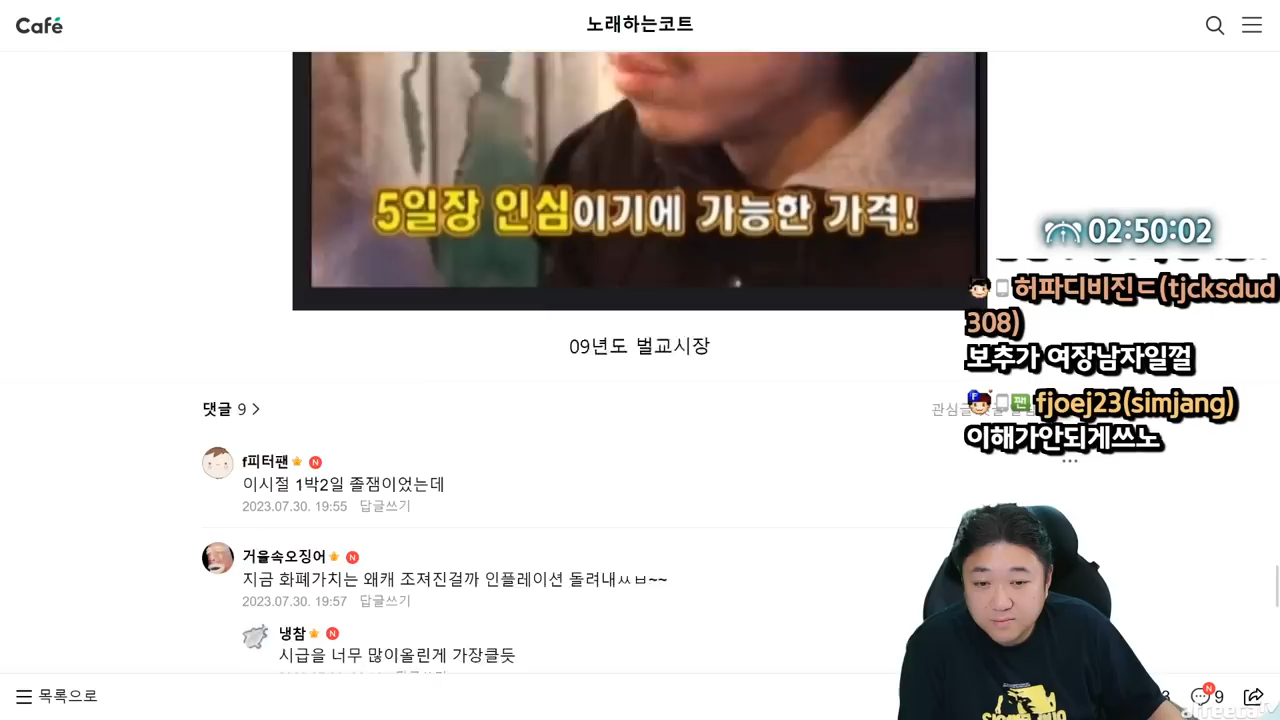 Café
노래하는코트
5일장 인심이기에 가능한 가격!
09년도 벌교시장
02:50:02
허파디비진ㄷ(tjcksdud
308)
보추가 여장남자일껄
팬 fjoej23(simjang)
이해가안되게쓰노
댓글 9
관심글
f피터팬 N
이시절 1박2일 졸잼이었는데
2023.07.30. 19:55 답글쓰기
거울속오징어 N
지금 화폐가치는 왜캐 조져진걸까 인플레이션 돌려내ㅆㅂ~~
2023.07.30. 19:57 답글쓰기
냉참 N
시급을 너무 많이올린게 가장클듯
목록으로
3
N
9
afreecaTV